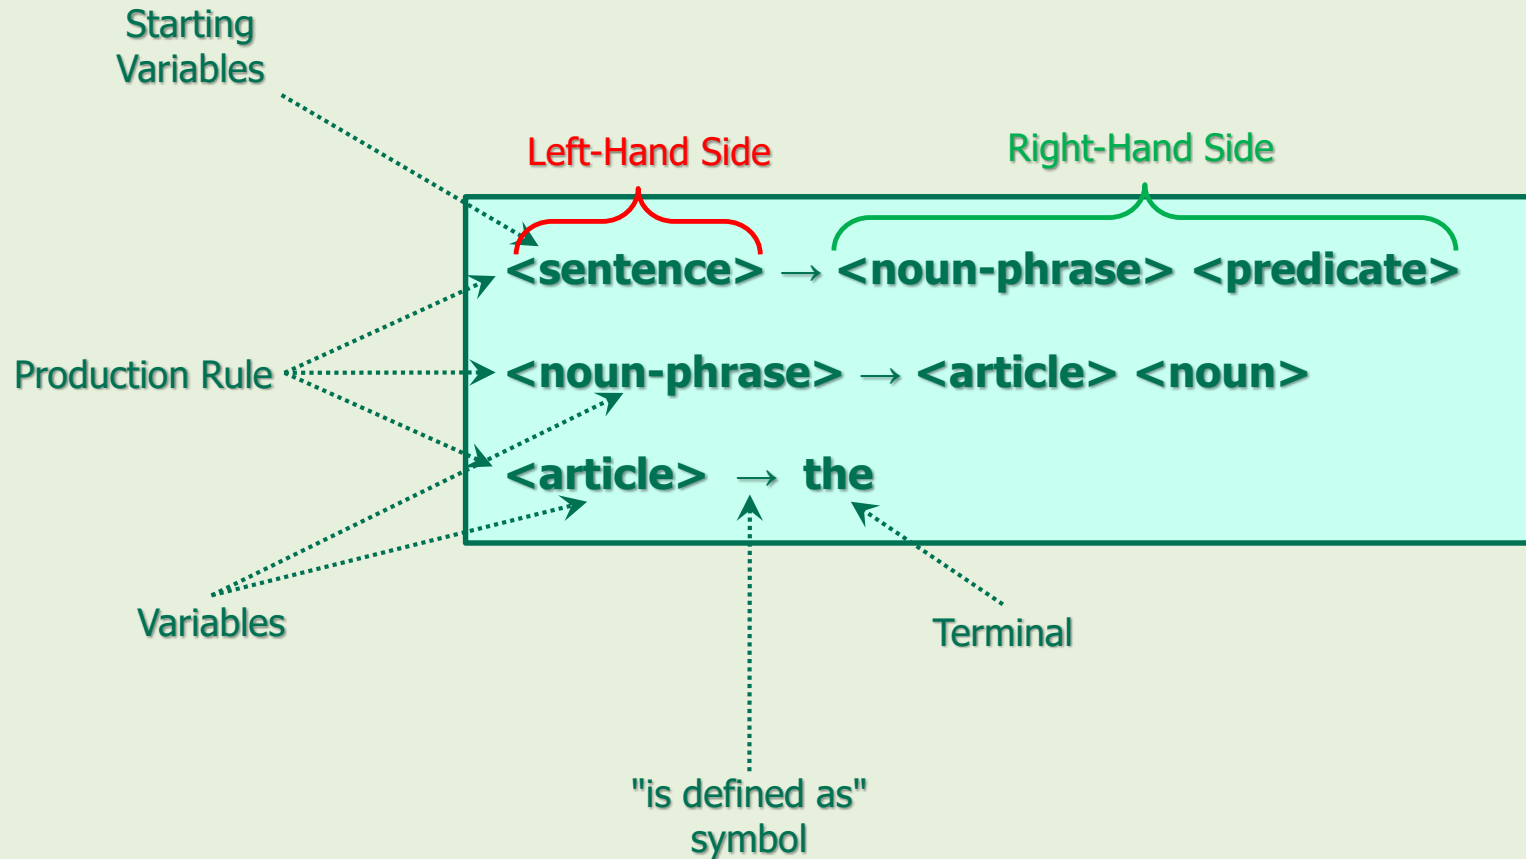 Starting
Variables
Left-Hand Side
Right-Hand Side
<sentence> → <noun-phrase> <predicate>
Production Rule
<noun-phrase> → <article> <noun>
<article> → the
Variables
Terminal
"is defined as"
symbol